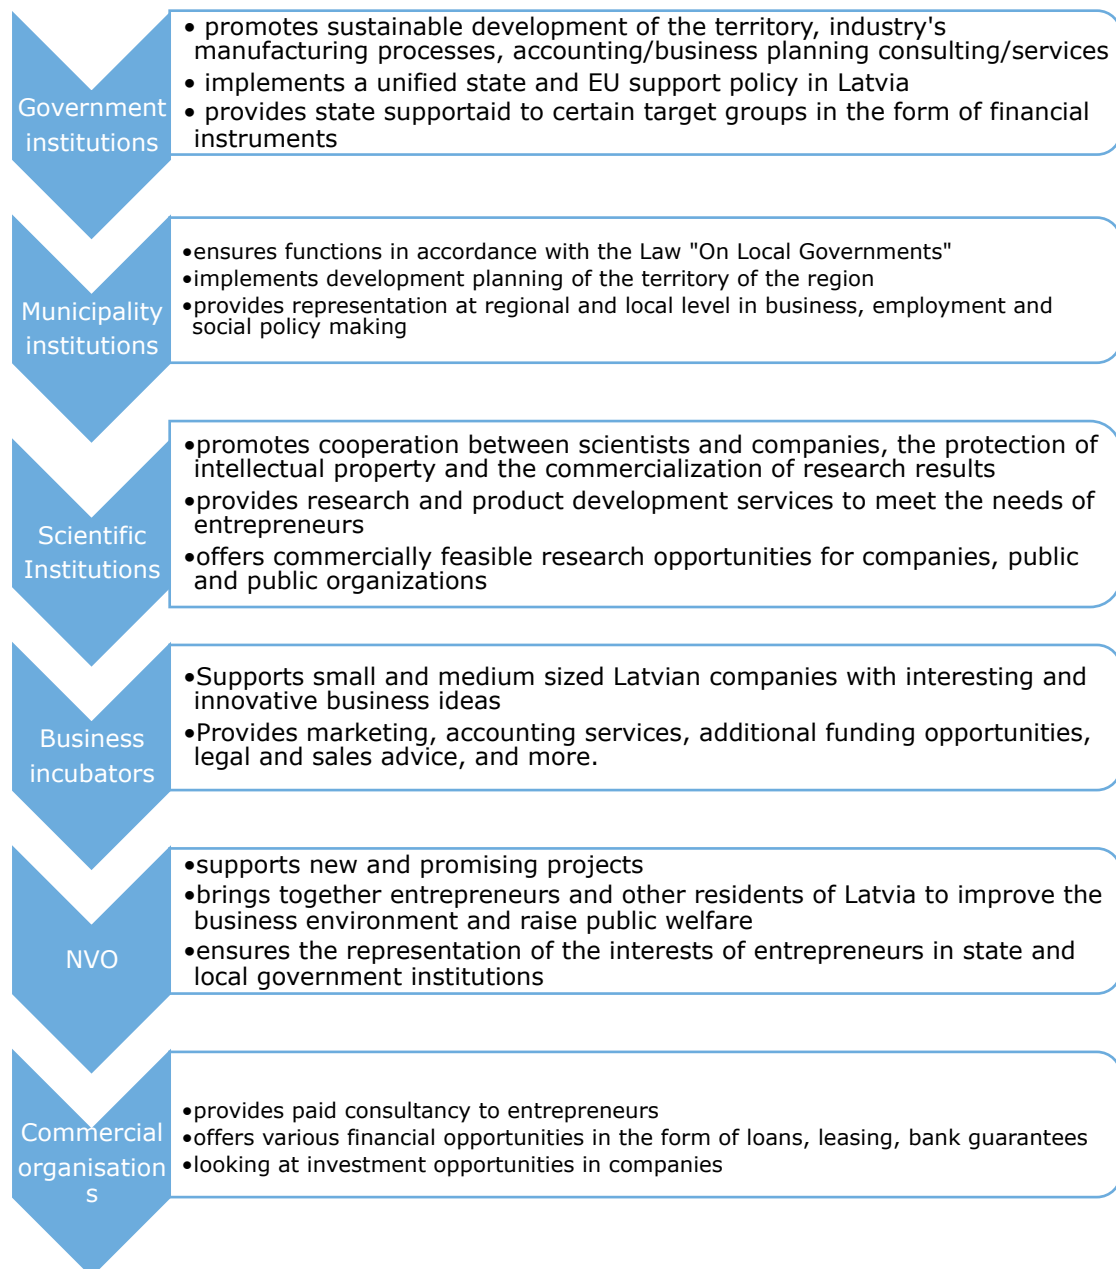 Government
institutions
• promotes sustainable development of the territory, industry's
manufacturing processes, accounting/business planning consulting/services
• implements a unified state and EU support policy in Latvia
• provides state supportaid to certain target groups in the form of financial
instruments
Municipality
institutions
•ensures functions in accordance with the Law "On Local Governments"
•implements development planning of the territory of the region
•provides representation at regional and local level in business, employment and
social policy making
Scientific
Institutions
•promotes cooperation between scientists and companies, the protection of
intellectual property and the commercialization of research results
•provides research and product development services to meet the needs of
entrepreneurs
•offers commercially feasible research opportunities for companies, public
and public organizations
Business
incubators
•Supports small and medium sized Latvian companies with interesting and
innovative business ideas
•Provides marketing, accounting services, additional funding opportunities,
legal and sales advice, and more.
NVO
•supports new and promising projects
•brings together entrepreneurs and other residents of Latvia to improve the
business environment and raise public welfare
•ensures the representation of the interests of entrepreneurs in state and
local government institutions
Commercial
organisation
s
•provides paid consultancy to entrepreneurs
•offers various financial opportunities in the form of loans, leasing, bank guarantees
•looking at investment opportunities in companies